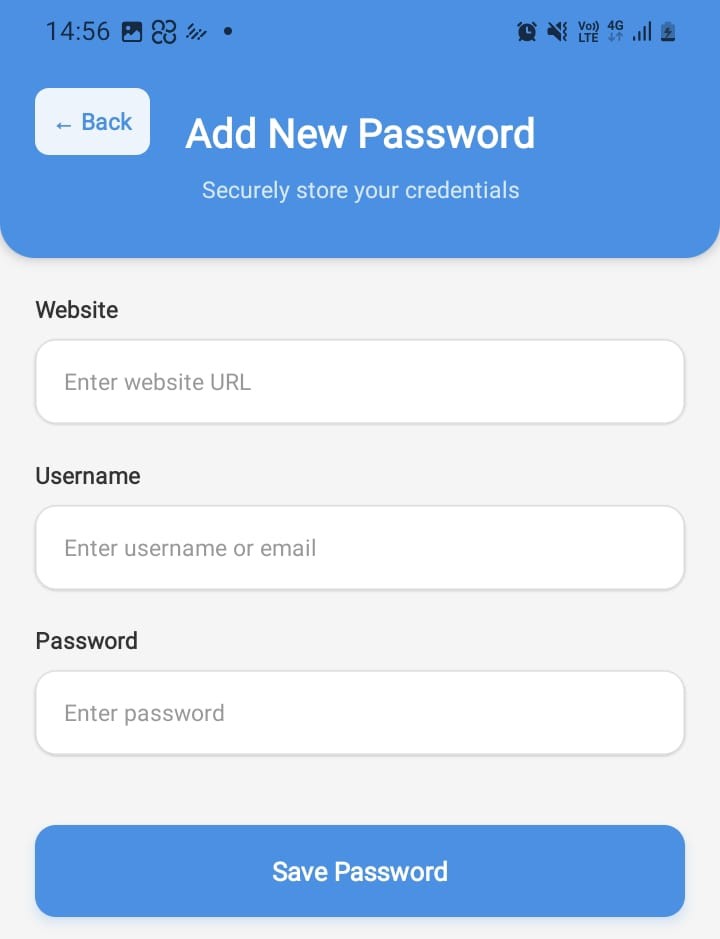 14:56 Vo)) LTE 4G
← Back
Add New Password
Securely store your credentials
Website
Enter website URL
Username
Enter username or email
Password
Enter password
Save Password